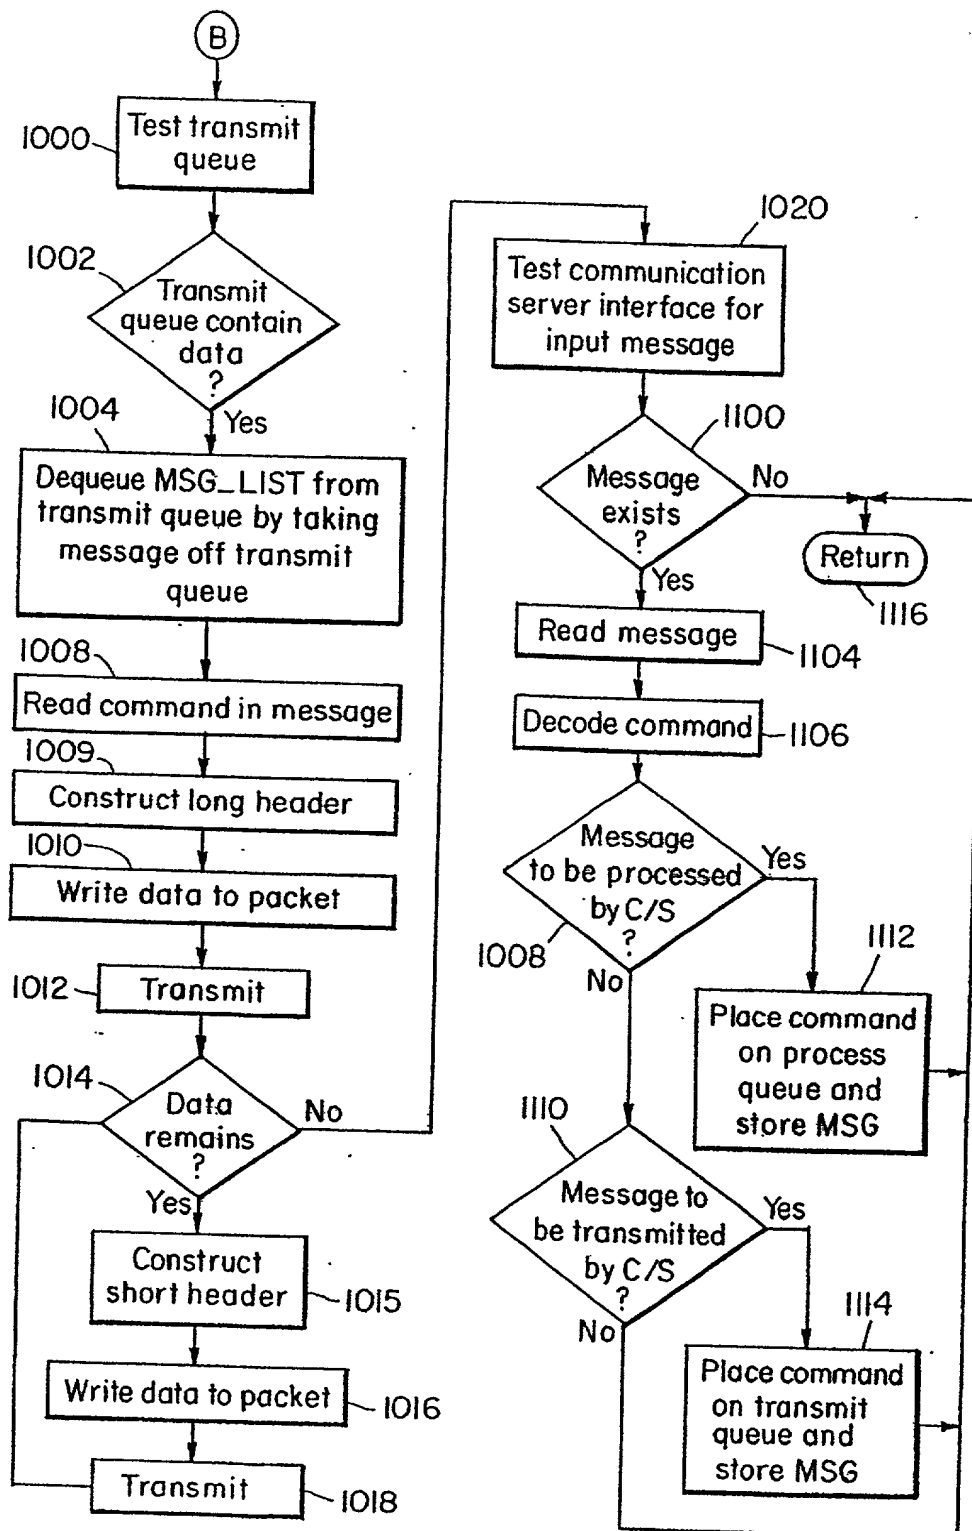 B
1000
Test transmit
queue
1002
Transmit
queue contain
data
?
Yes
1004
Dequeue MSG_LIST from
transmit queue by taking
message off transmit
queue
1008
Read command in message
1009
Construct long header
1010
Write data to packet
1012
Transmit
1014
Data
remains
?
No
Yes
Construct
short header
1015
Write data to packet
1016
Transmit
1018
1020
Test communication
server interface for
input message
1100
Message
exists
?
No
Return
1116
Yes
Read message
1104
Decode command
1106
Message
to be processed
by C/S
?
Yes
1008
No
1112
Place command
on process
queue and
store MSG
1110
Message to
be transmitted
by C/S
?
Yes
No
1114
Place command
on transmit
queue and
store MSG